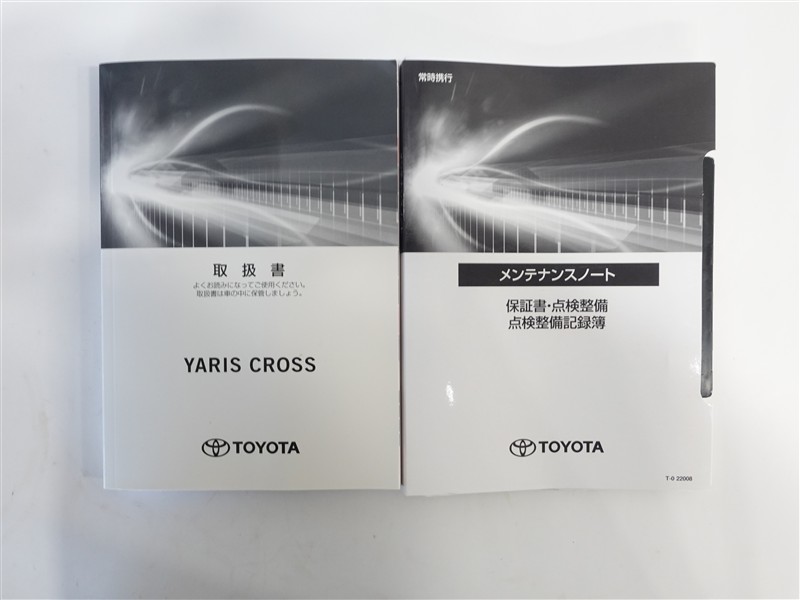 取扱書
よくお読みになってご使用ください。
取扱書は車の中に保管しましょう。
YARIS CROSS
TOYOTA
常時携行
メンテナンスノート
保証書・点検整備
点検整備記録簿
TOYOTA
T-0 22008